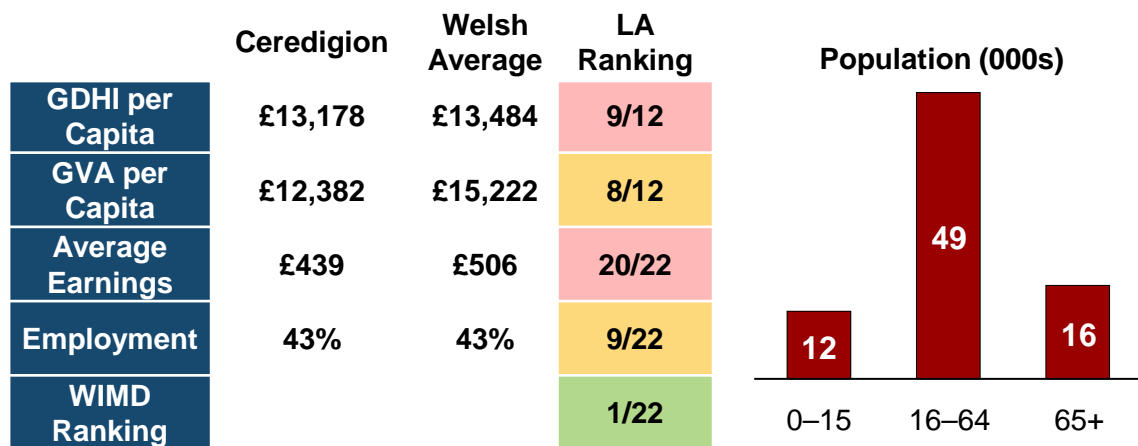 Ceredigion
Welsh
Average
LA
Ranking
GDHI per
Capita
£13,178
£13,484
9/12
GVA per
Capita
£12,382
£15,222
8/12
Average
Earnings
£439
£506
20/22
Employment
43%
43%
9/22
WIMD
Ranking
1/22
Population (000s)
12
49
16
0–15
16–64
65+